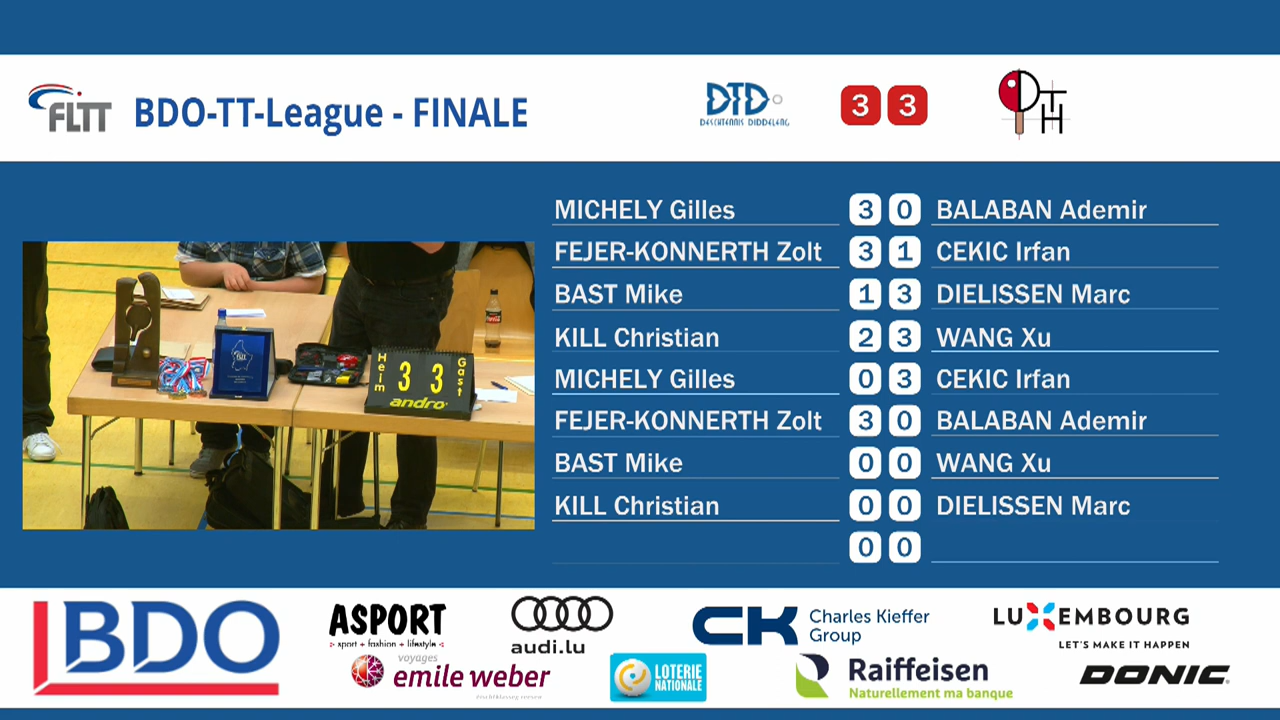 FLTT BDO-TT-League - FINALE
DTD
DESCHTENNIS DIDDELENG
3 3
DTH
MICHELY Gilles 3 0 BALABAN Ademir
FEJER-KONNERTH Zolt 3 1 CEKIC Irfan
BAST Mike 1 3 DIELISSEN Marc
KILL Christian 2 3 WANG Xu
MICHELY Gilles 0 3 CEKIC Irfan
FEJER-KONNERTH Zolt 3 0 BALABAN Ademir
BAST Mike 0 0 WANG Xu
KILL Christian 0 0 DIELISSEN Marc
0 0
Heim 3 3 Gast
andro
BDO
ASPORT
sport + fashion + lifestyle
audi.lu
CK Charles Kieffer
Group
LUXEMBOURG
LET'S MAKE IT HAPPEN
voyages
emile weber
LOTERIE
NATIONALE
Raiffeisen
Naturellement ma banque
DONIC